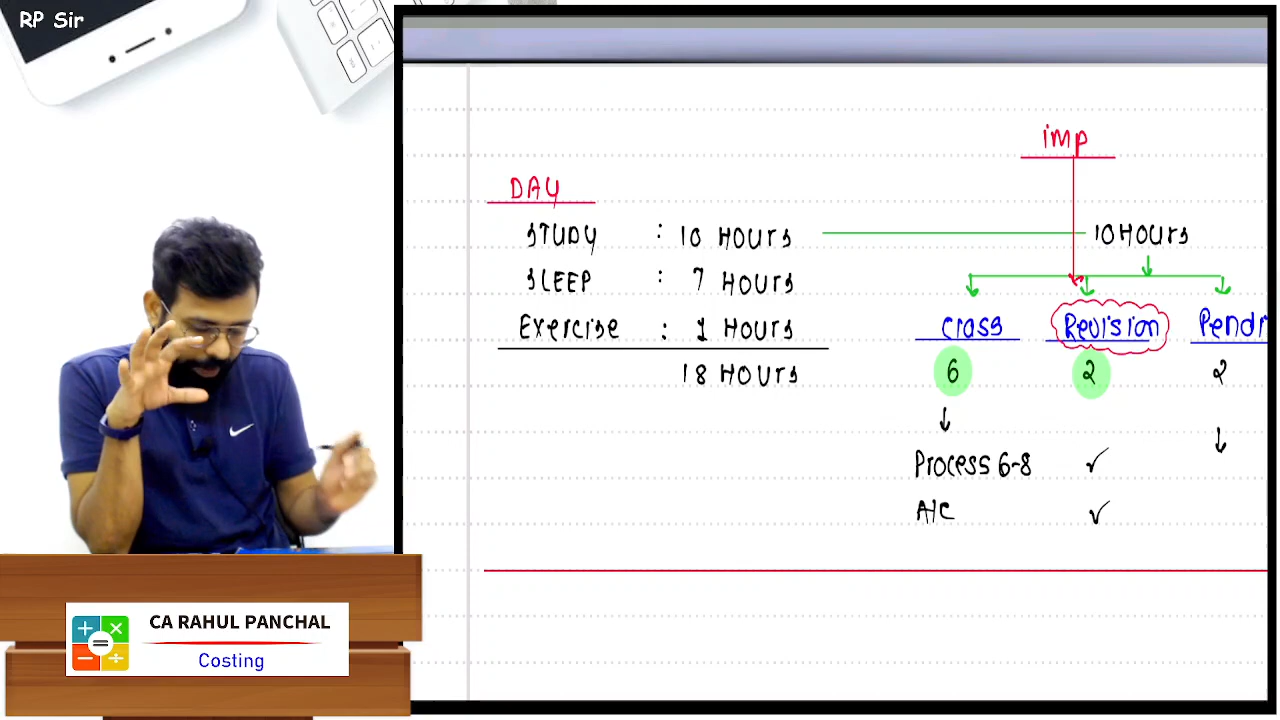 RP Sir
imp
DAY
STUDY : 10 HOURS
10 HOURS
SLEEP : 7 HOURS
Exercise : 1 HOURS
Class Revision Pendi
18 HOURS
6 2 2
Process 6-8 ✓
A/C ✓
CA RAHUL PANCHAL
Costing